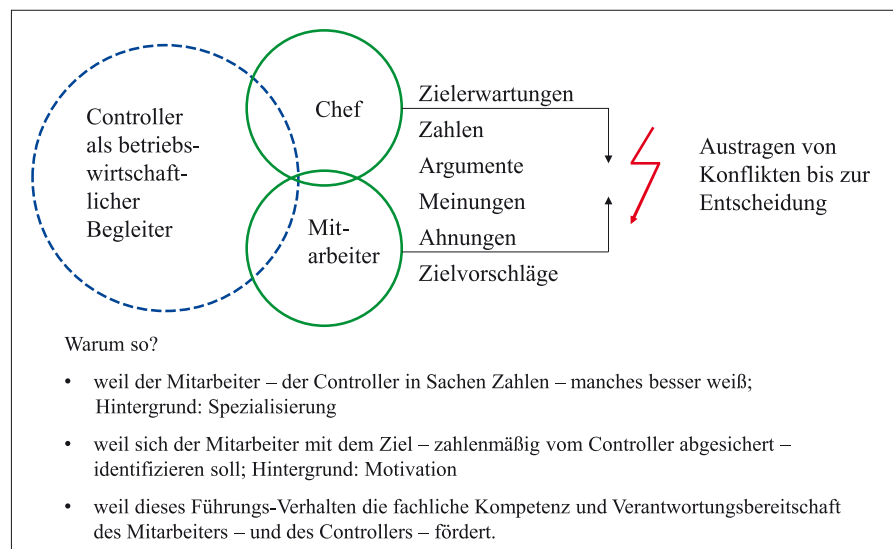 Controller
als betriebs-
wirtschaft-
licher
Begleiter
Chef
Mit-
arbeiter
Zielerwartungen
Zahlen
Argumente
Meinungen
Ahnungen
Zielvorschläge
Austragen von
Konflikten bis zur
Entscheidung
Warum so?
• weil der Mitarbeiter – der Controller in Sachen Zahlen – manches besser weiß;
Hintergrund: Spezialisierung
• weil sich der Mitarbeiter mit dem Ziel – zahlenmäßig vom Controller abgesichert –
identifizieren soll; Hintergrund: Motivation
• weil dieses Führungs-Verhalten die fachliche Kompetenz und Verantwortungsbereitschaft
des Mitarbeiters – und des Controllers – fördert.